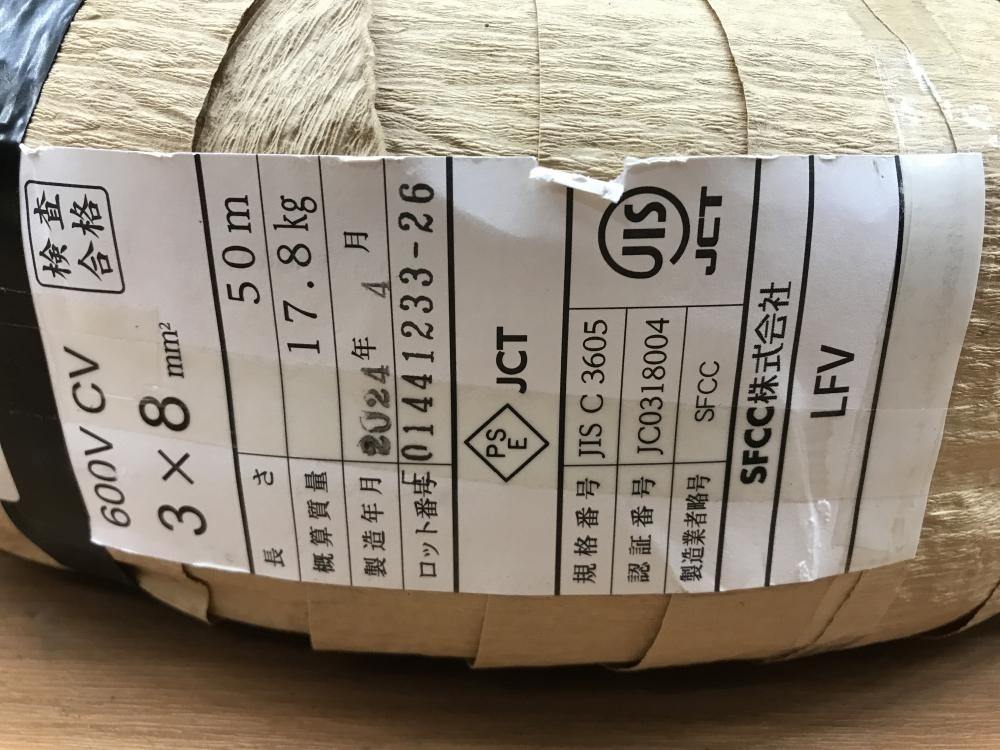 検査
合格
600V CV
3×8 mm²
長さ 50m
概算質量 17.8kg
製造年月 2024年 4月
ロット番号 01441233-26
PSE JCT
JIS JCT
規格番号 JIS C 3605
認証番号 JC0318004
製造業者略号 SFCC
SFCC株式会社
LFV